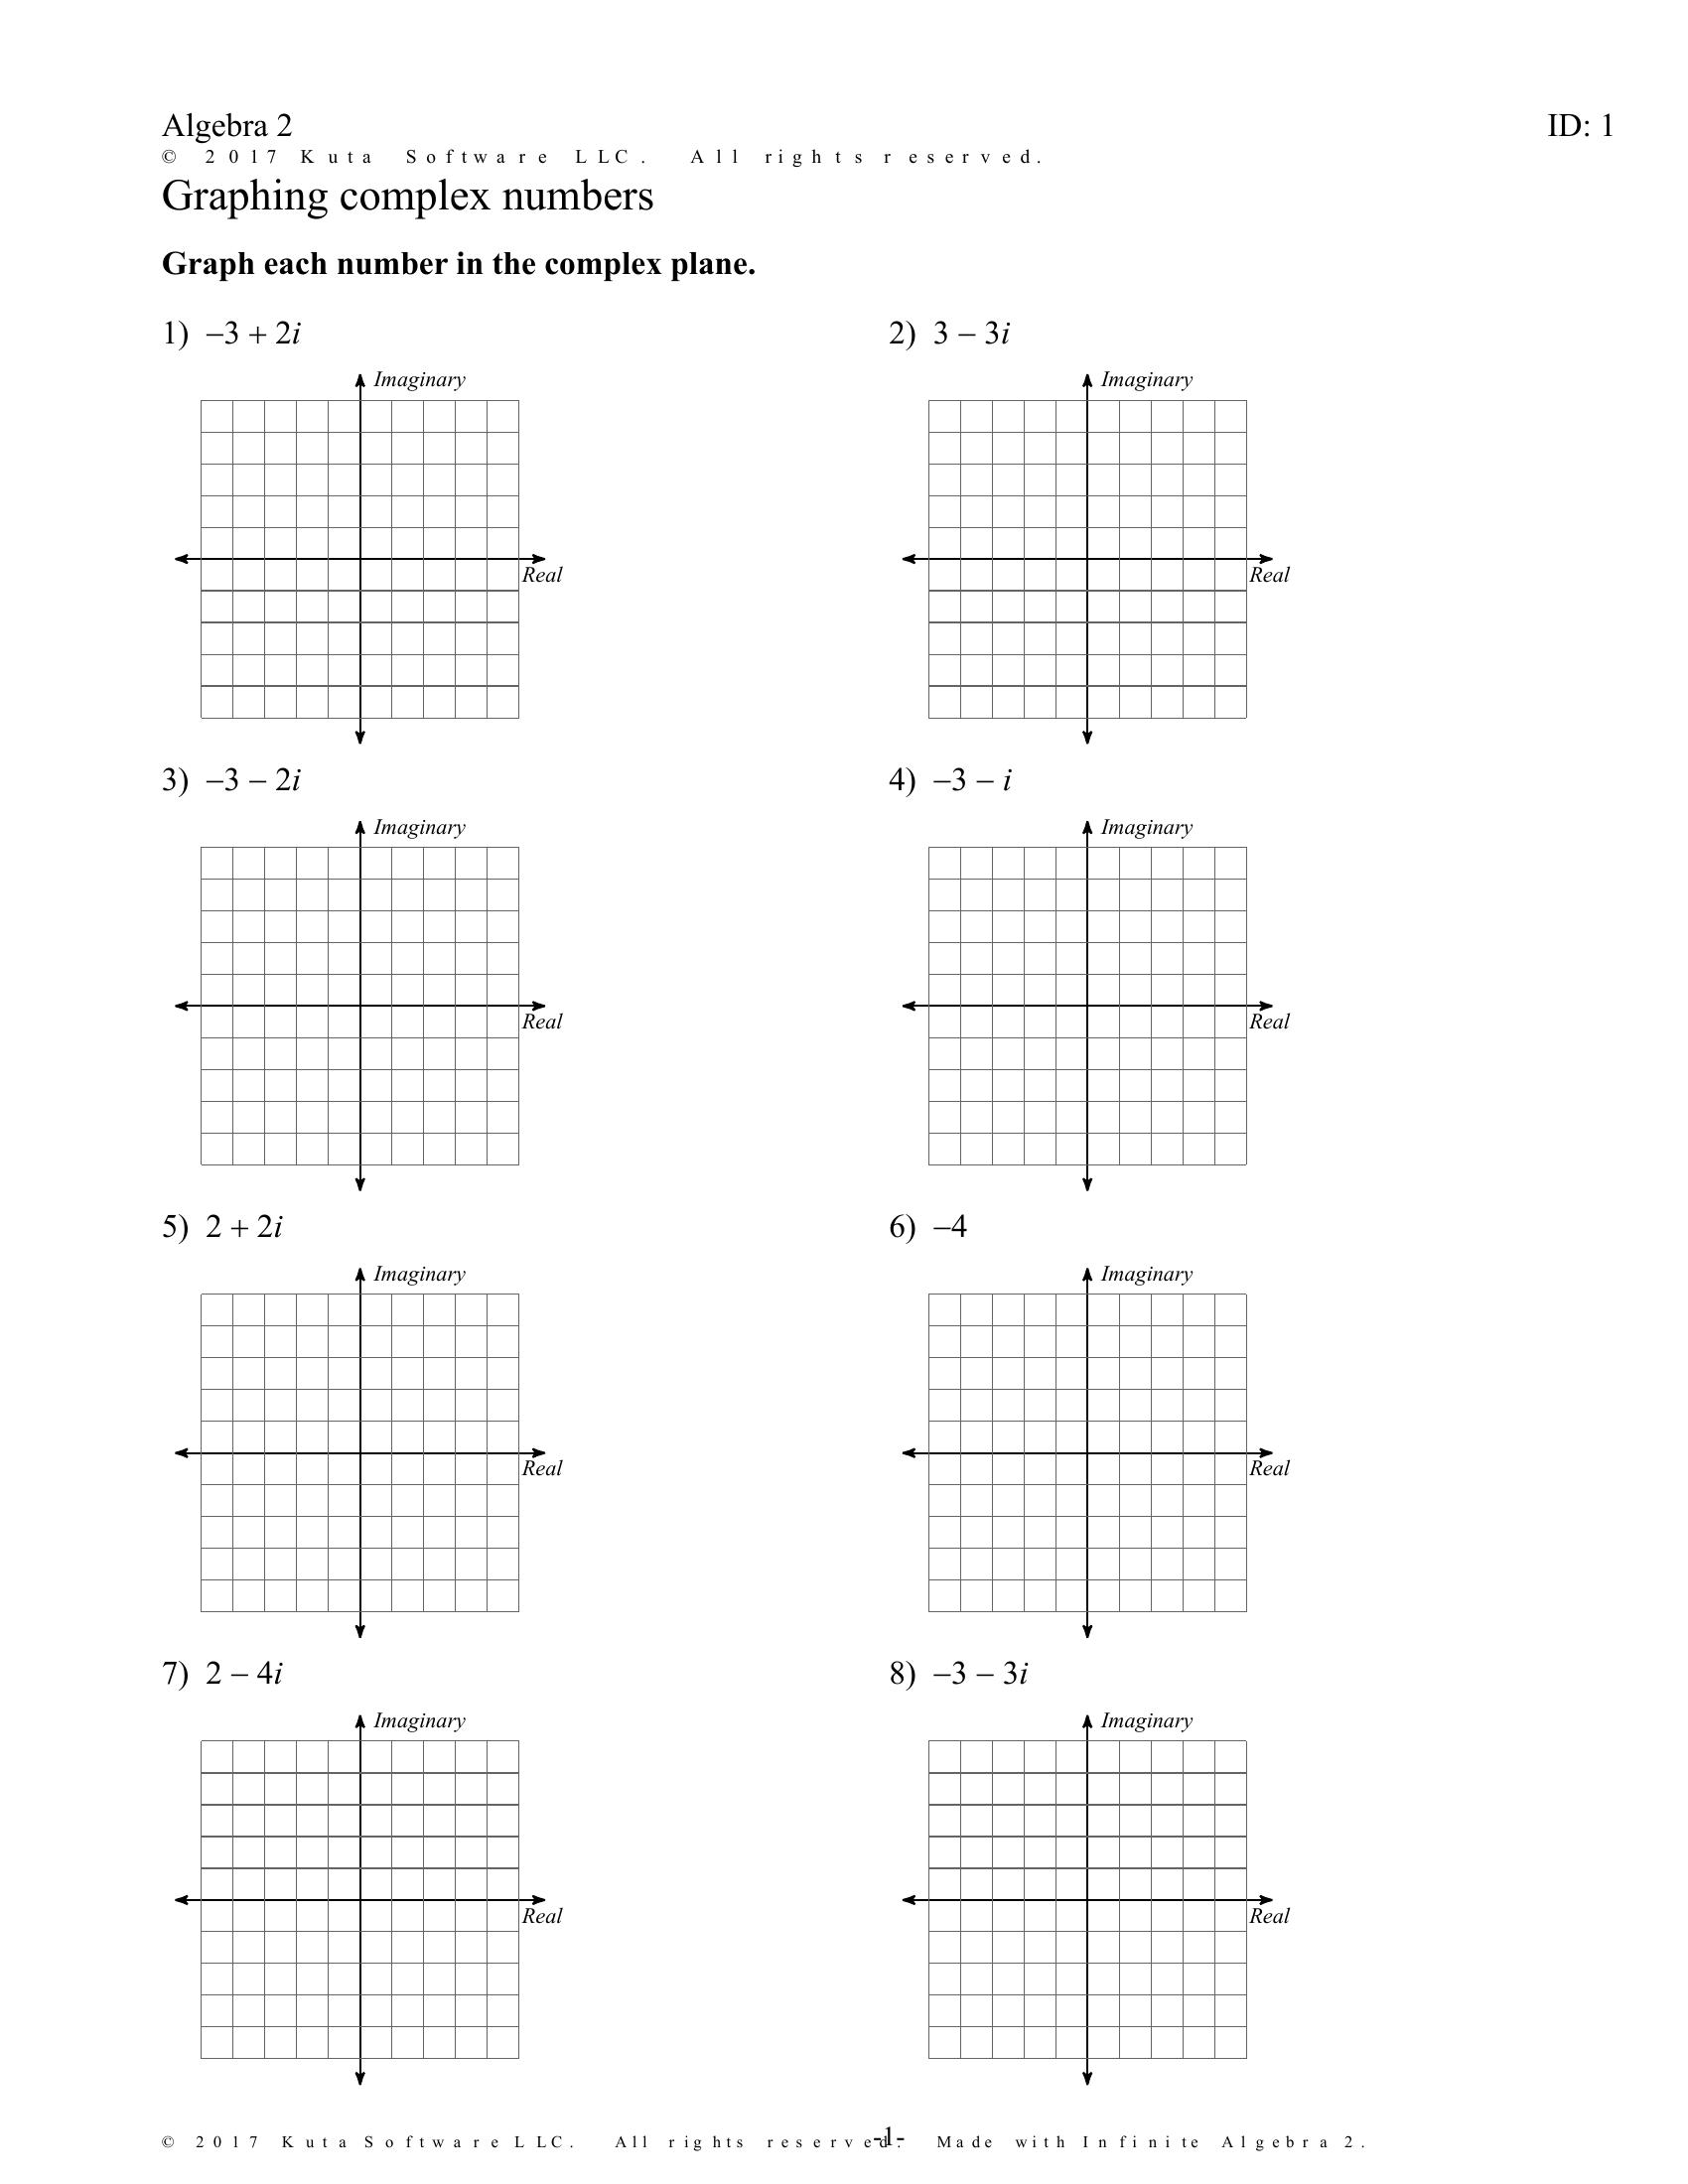 Algebra 2 ID: 1
© 2017 Kuta Software LLC. All rights reserved.
Graphing complex numbers
Graph each number in the complex plane.
1) −3 + 2i 2) 3 − 3i
Imaginary Imaginary
Real Real
3) −3 − 2i 4) −3 − i
Imaginary Imaginary
Real Real
5) 2 + 2i 6) −4
Imaginary Imaginary
Real Real
7) 2 − 4i 8) −3 − 3i
Imaginary Imaginary
Real Real
© 2017 Kuta Software LLC. All rights reserved. Made with Infinite Algebra 2.
-1-